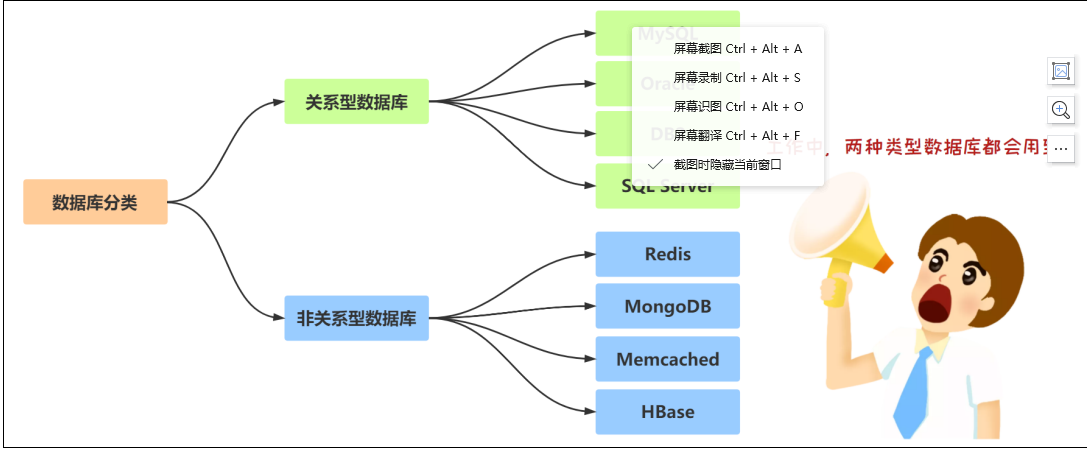 数据库分类
关系型数据库
非关系型数据库
MySQL
Oracle
SQL Server
Redis
MongoDB
Memcached
HBase
屏幕截图 Ctrl + Alt + A
屏幕录制 Ctrl + Alt + S
屏幕识图 Ctrl + Alt + O
屏幕翻译 Ctrl + Alt + F
截图时隐藏当前窗口
工作中，两种类型数据库都会用到